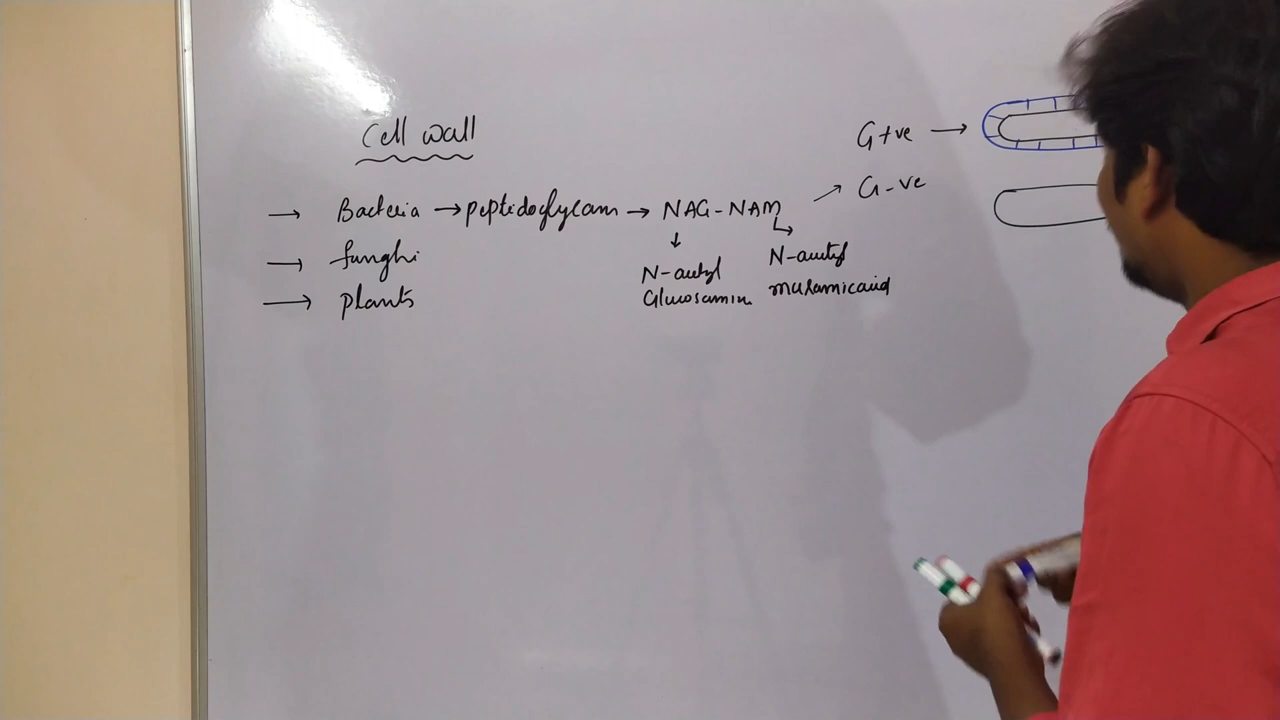 Cell wall
G+ve →
→ Bacteria → peptidoglycan → NAG-NAM ↗ G-ve
→ funghi
→ plants
↓
N-acetyl
Glucosamin
↳ N-acetyl
muramicacid